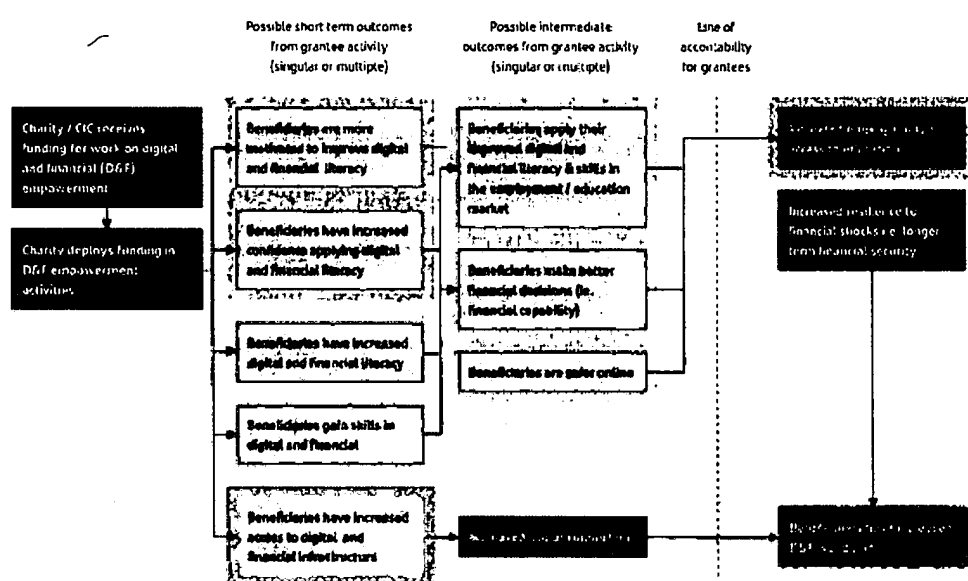 Possible short term outcomes
from grantee activity
(singular or multiple)
Possible intermediate
outcomes from grantee activity
(singular or multiple)
Line of
accountability
for grantees
Charity / CIC receives
funding for work on digital
and financial (D&F)
empowerment
Charity deploys funding in
D&F empowerment
activities
Beneficiaries are more
motivated to improve digital
and financial literacy
Beneficiaries have increased
confidence applying digital
and financial literacy
Beneficiaries have increased
digital and financial literacy
Beneficiaries gain skills in
digital and financial
Beneficiaries have increased
access to digital and
financial infrastructure
Beneficiaries apply their
improved digital and
financial literacy & skills in
the employment / education
market
Beneficiaries make better
financial decisions (ie.
financial capability)
Beneficiaries are safer online
Increased resilience to
financial shocks i.e. longer
term financial security